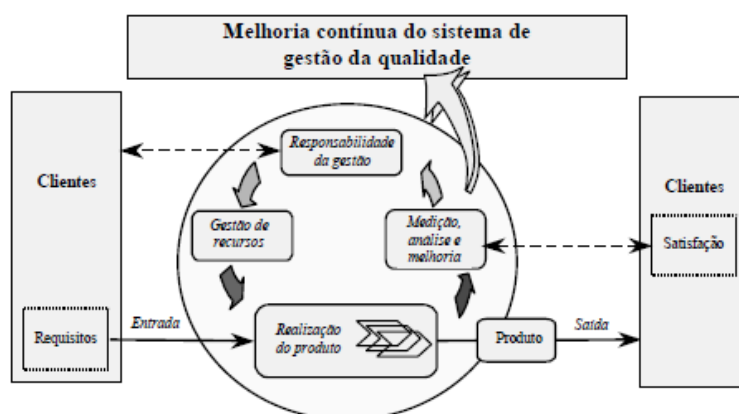 Melhoria contínua do sistema de
gestão da qualidade
Clientes
Requisitos
Entrada
Responsabilidade
da gestão
Gestão de
recursos
Medição,
análise e
melhoria
Realização
do produto
Produto
Saída
Clientes
Satisfação